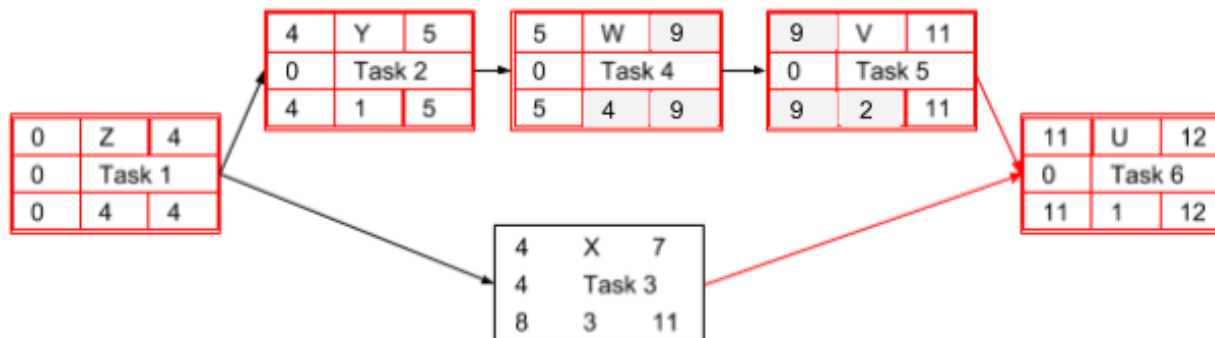 4 Y 5
0 Task 2
4 1 5
5 W 9
0 Task 4
5 4 9
9 V 11
0 Task 5
9 2 11
0 Z 4
0 Task 1
0 4 4
11 U 12
0 Task 6
11 1 12
4 X 7
4 Task 3
8 3 11